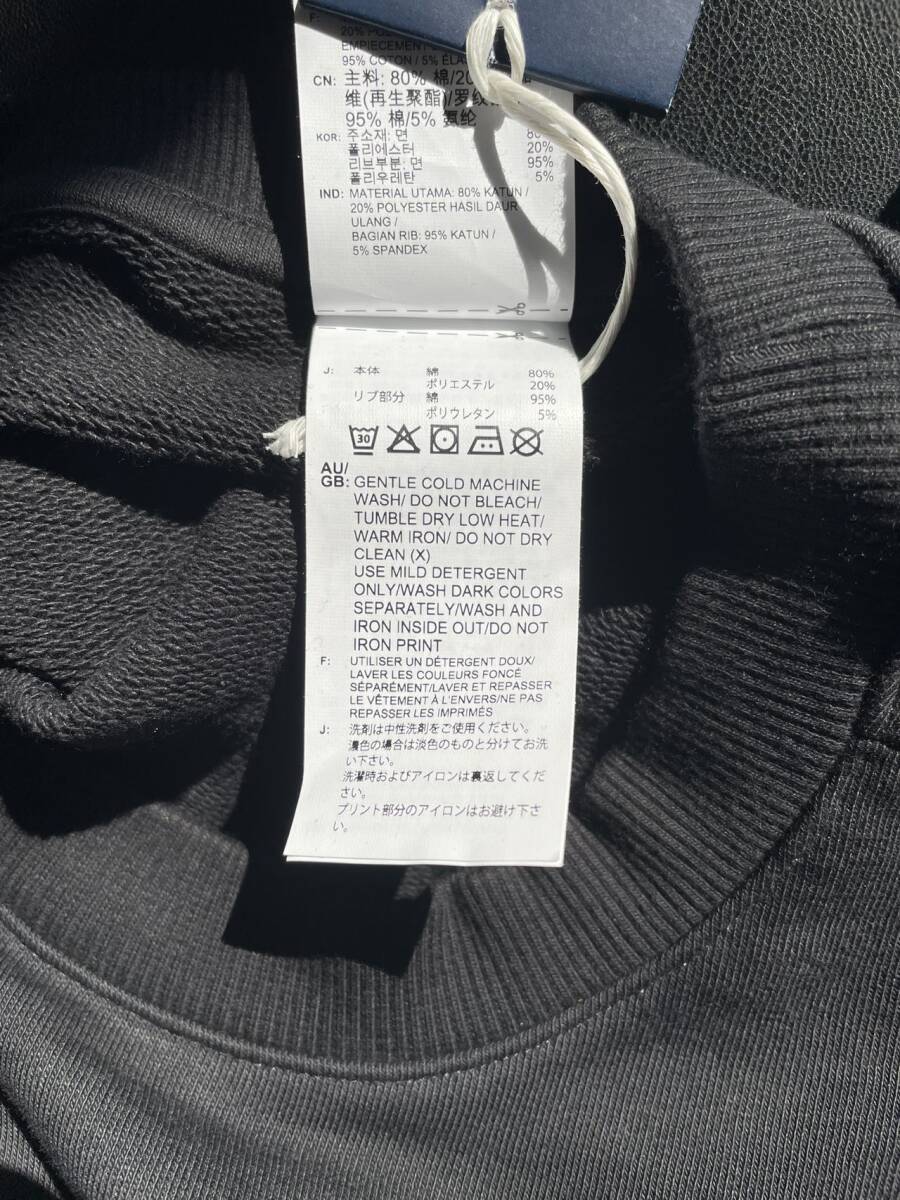 F:
20%
EMPIECEMENT
95% COTON / 5%
CN: 主料: 80% 棉/20
维(再生聚酯)/罗纹
95% 棉/5% 氨纶
KOR: 주소재: 면 80%
폴리에스터 20%
리브부분: 면 95%
폴리우레탄 5%
IND: MATERIAL UTAMA: 80% KATUN /
20% POLYESTER HASIL DAUR
ULANG /
BAGIAN RIB: 95% KATUN /
5% SPANDEX
J: 本体 綿 80%
ポリエステル 20%
リブ部分 綿 95%
ポリウレタン 5%
30
AU/
GB: GENTLE COLD MACHINE
WASH/ DO NOT BLEACH/
TUMBLE DRY LOW HEAT/
WARM IRON/ DO NOT DRY
CLEAN (X)
USE MILD DETERGENT
ONLY/WASH DARK COLORS
SEPARATELY/WASH AND
IRON INSIDE OUT/DO NOT
IRON PRINT
F: UTILISER UN DÉTERGENT DOUX/
LAVER LES COULEURS FONCÉ
SÉPARÉMENT/LAVER ET REPASSER
LE VÊTEMENT À L'ENVERS/NE PAS
REPASSER LES IMPRIMÉS
J: 洗剤は中性洗剤をご使用ください。
濃色の場合は淡色のものと分けてお洗
い下さい。
洗濯時およびアイロンは裏返してくだ
さい。
プリント部分のアイロンはお避け下さ
い。